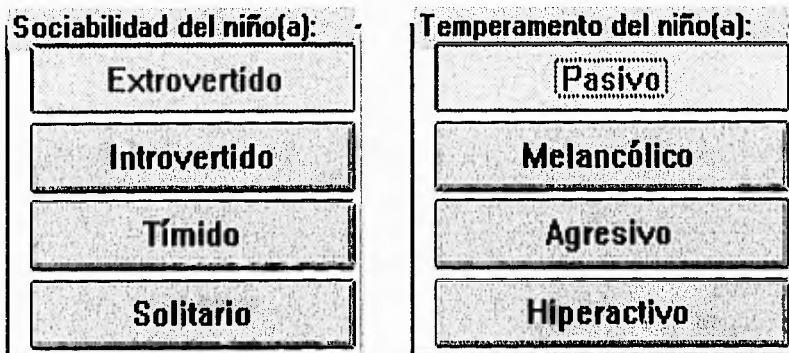 Sociabilidad del niño(a):
Extrovertido
Introvertido
Tímido
Solitario
Temperamento del niño(a):
Pasivo
Melancólico
Agresivo
Hiperactivo